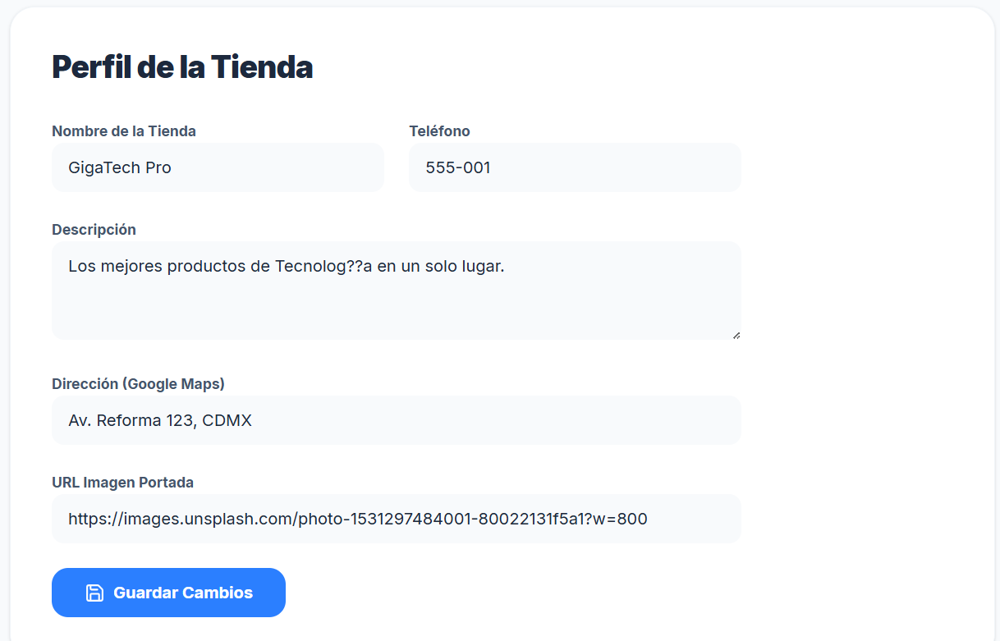 Perfil de la Tienda
Nombre de la Tienda
Teléfono
GigaTech Pro
555-001
Descripción
Los mejores productos de Tecnolog??a en un solo lugar.
Dirección (Google Maps)
Av. Reforma 123, CDMX
URL Imagen Portada
https://images.unsplash.com/photo-1531297484001-80022131f5a1?w=800
Guardar Cambios